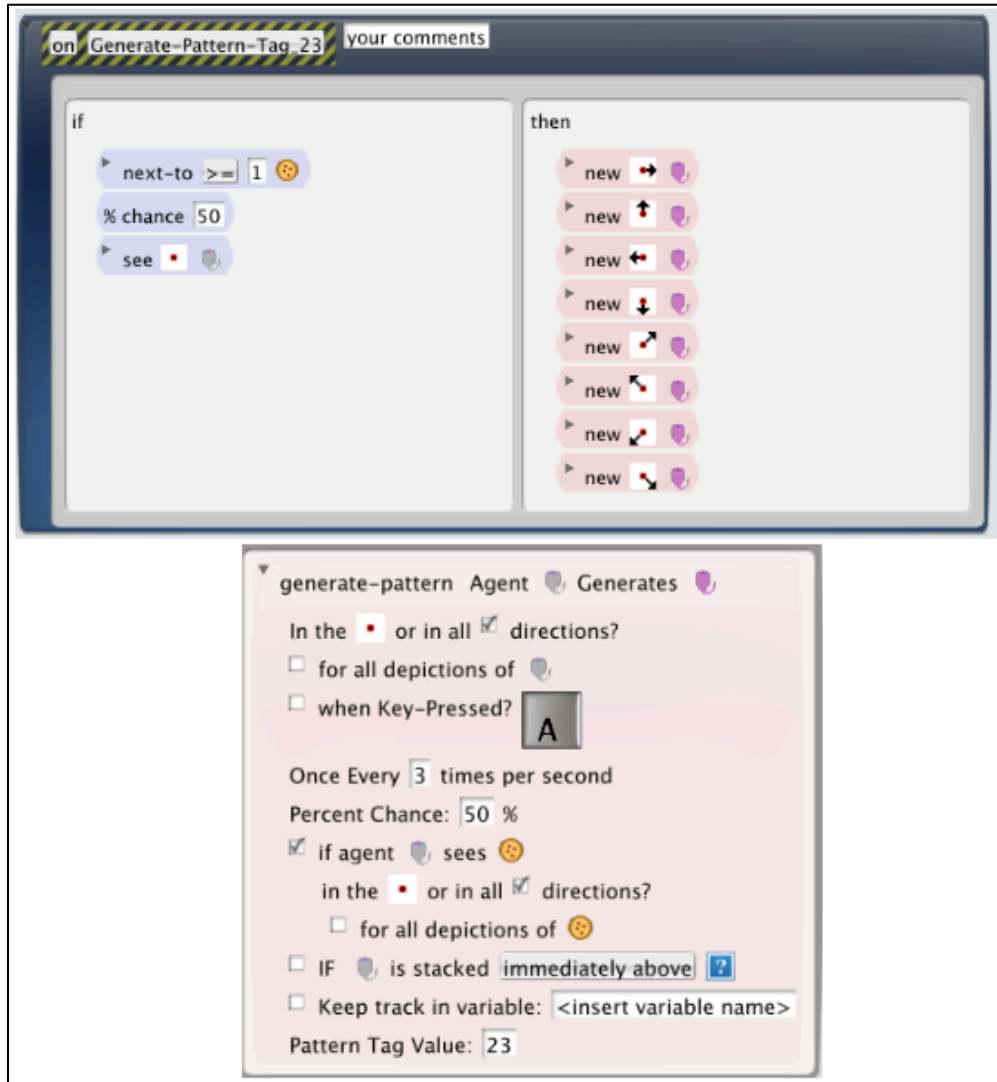 on Generate-Pattern-Tag_23 your comments
if
next-to >= 1
% chance 50
see
then
new
new
new
new
new
new
new
new
generate-pattern Agent Generates
In the or in all directions?
for all depictions of
when Key-Pressed? A
Once Every 3 times per second
Percent Chance: 50 %
if agent sees
in the or in all directions?
for all depictions of
IF is stacked immediately above ?
Keep track in variable: <insert variable name>
Pattern Tag Value: 23